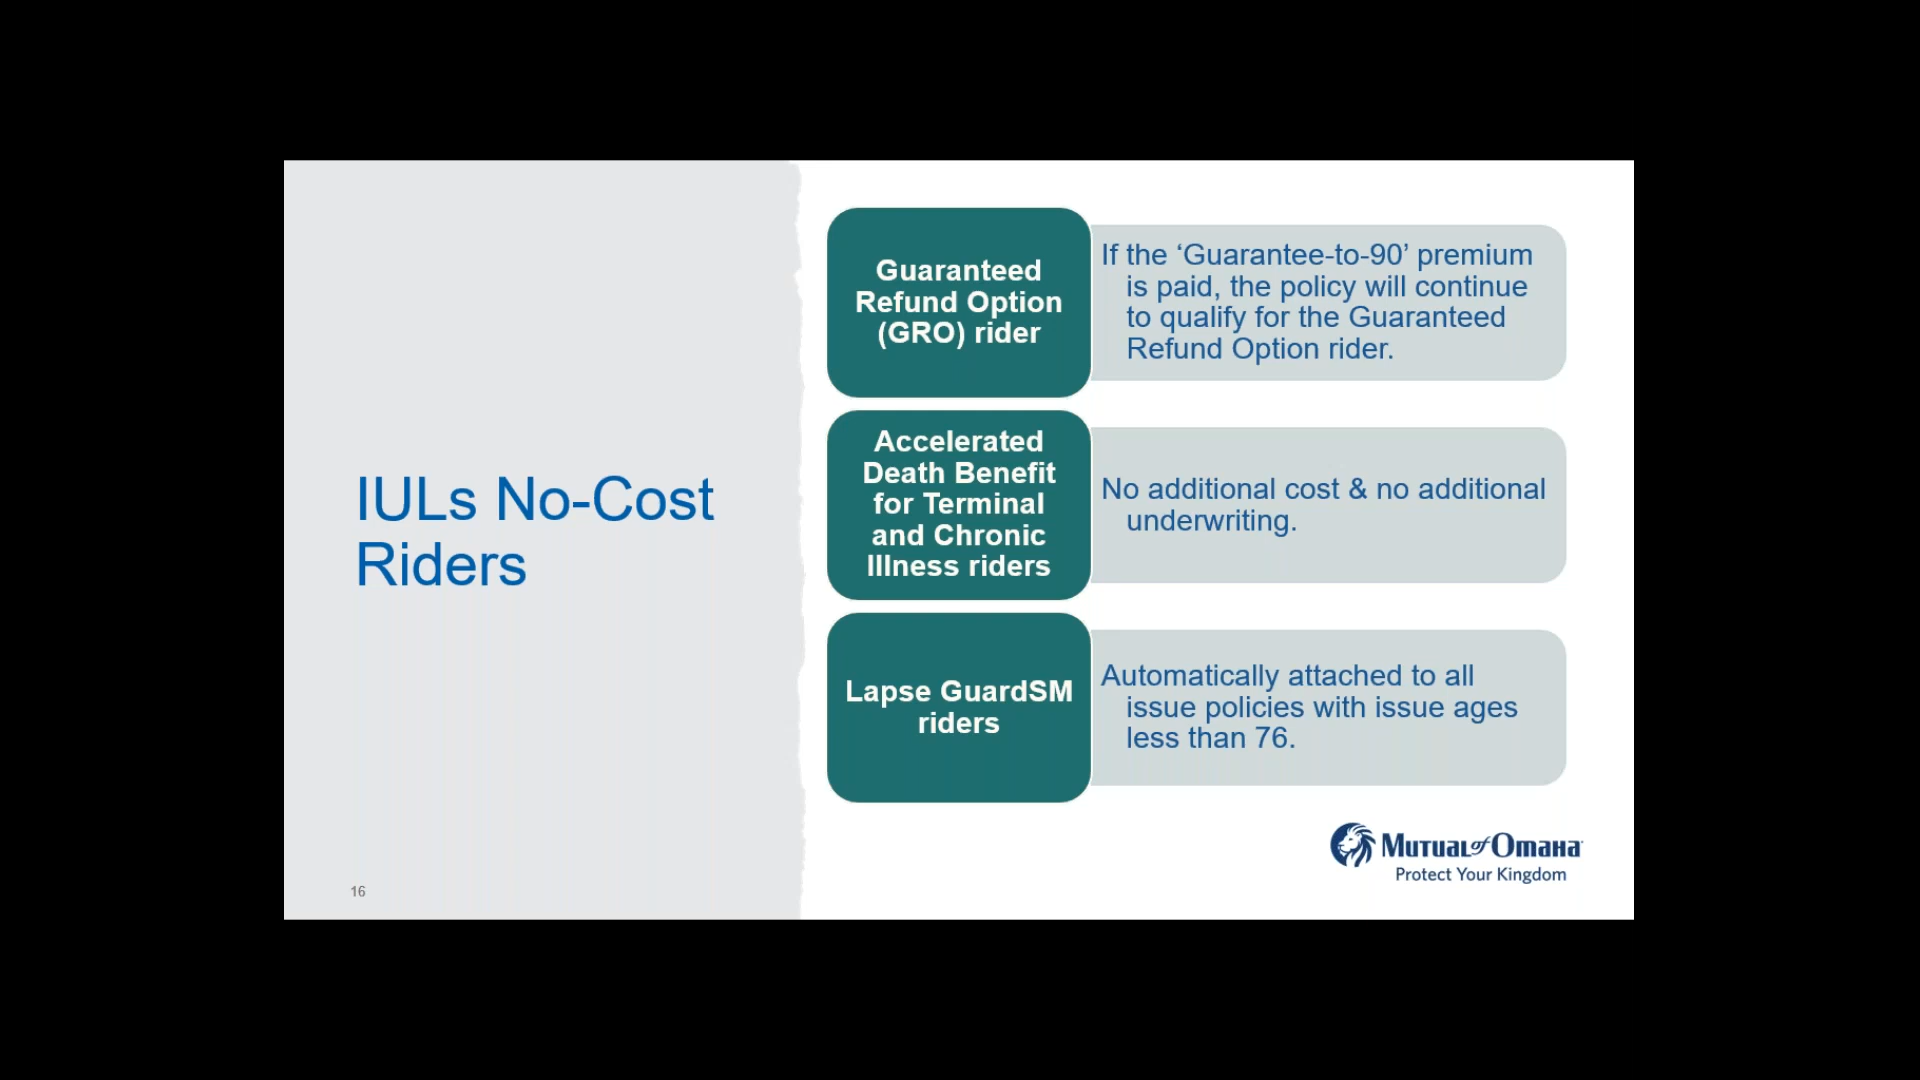 IULs No-Cost
Riders
Guaranteed
Refund Option
(GRO) rider
If the ‘Guarantee-to-90’ premium
is paid, the policy will continue
to qualify for the Guaranteed
Refund Option rider.
Accelerated
Death Benefit
for Terminal
and Chronic
Illness riders
No additional cost & no additional
underwriting.
Lapse GuardSM
riders
Automatically attached to all
issue policies with issue ages
less than 76.
Mutual of Omaha
Protect Your Kingdom
16